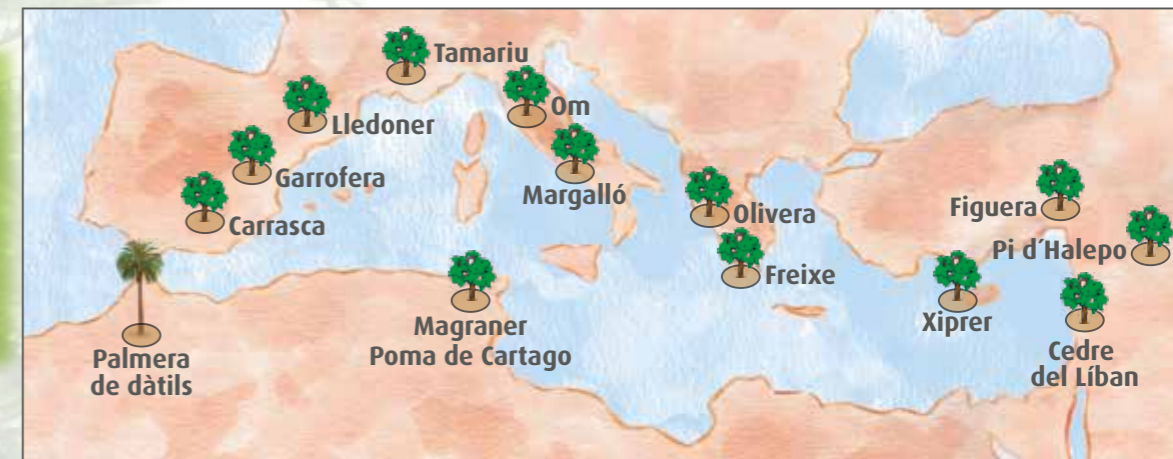 Tamariu
Om
Lledoner
Garrofera
Margalló
Carrasca
Olivera
Figuera
Pi d´Halepo
Freixe
Magraner
Poma de Cartago
Xiprer
Palmera
de dàtils
Cedre
del Líban